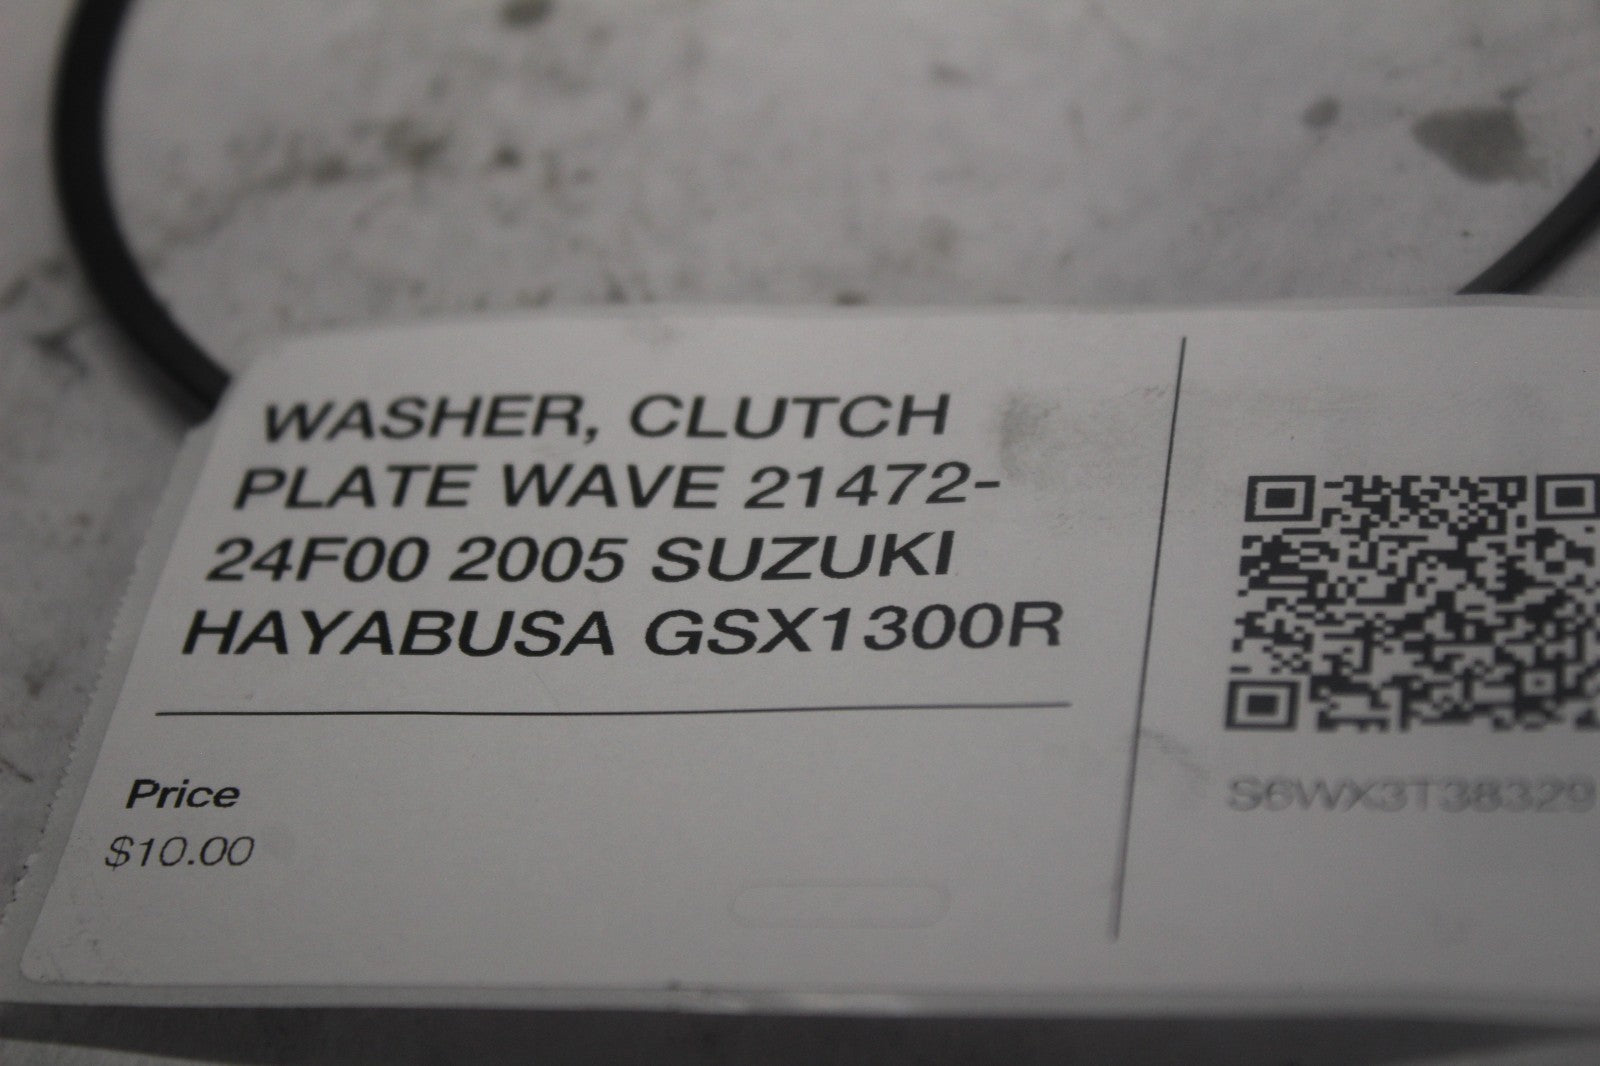 WASHER, CLUTCH
PLATE WAVE 21472-
24F00 2005 SUZUKI
HAYABUSA GSX1300R
Price
$10.00
S6WX3T38329